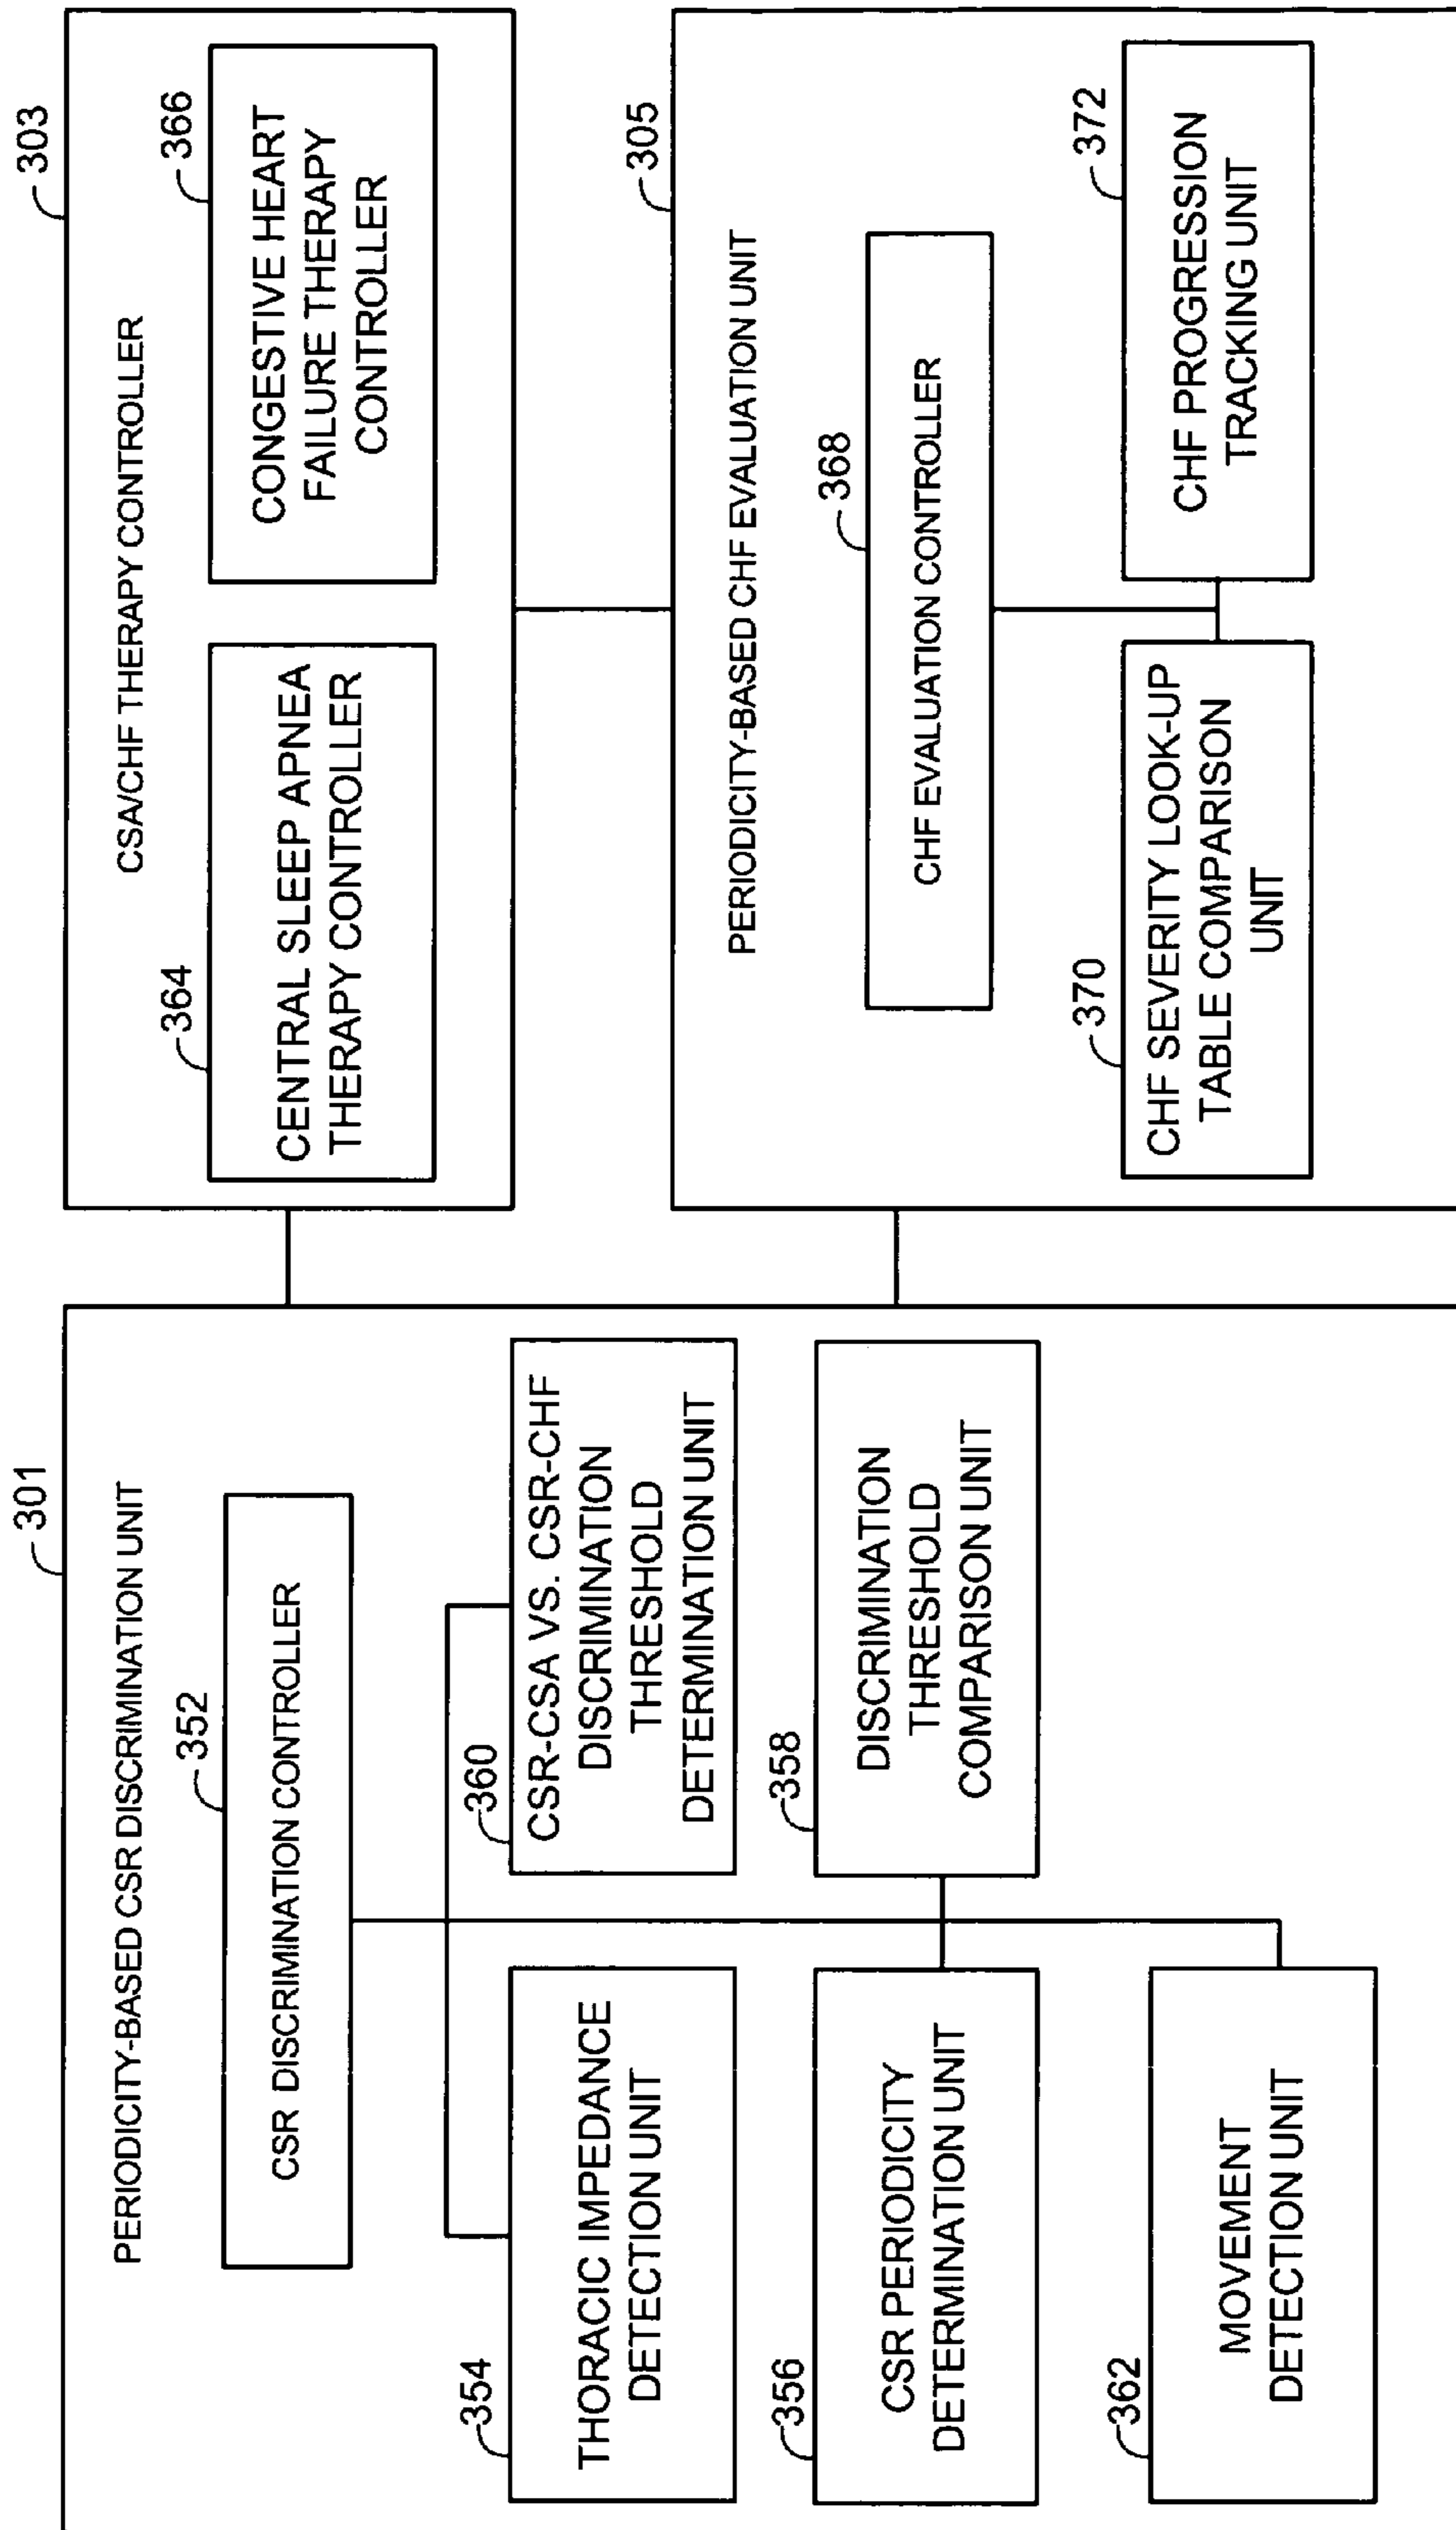 301
PERIODICITY-BASED CSR DISCRIMINATION UNIT
352
CSR DISCRIMINATION CONTROLLER
354
THORACIC IMPEDANCE
DETECTION UNIT
360
CSR-CSA VS. CSR-CHF
DISCRIMINATION
THRESHOLD
DETERMINATION UNIT
356
CSR PERIODICITY
DETERMINATION UNIT
358
DISCRIMINATION
THRESHOLD
COMPARISON UNIT
362
MOVEMENT
DETECTION UNIT
303
CSA/CHF THERAPY CONTROLLER
364
CENTRAL SLEEP APNEA
THERAPY CONTROLLER
366
CONGESTIVE HEART
FAILURE THERAPY
CONTROLLER
305
PERIODICITY-BASED CHF EVALUATION UNIT
368
CHF EVALUATION CONTROLLER
370
CHF SEVERITY LOOK-UP
TABLE COMPARISON
UNIT
372
CHF PROGRESSION
TRACKING UNIT